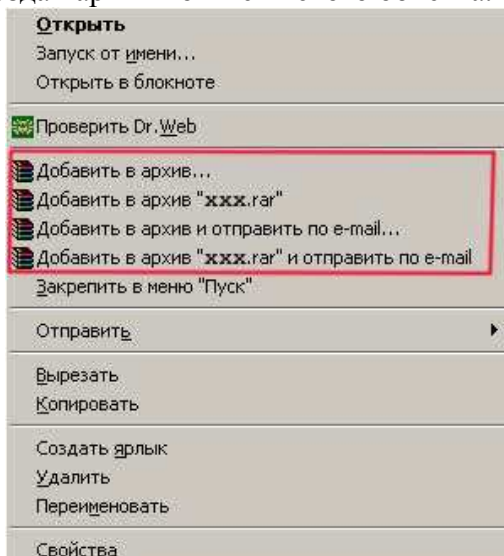 Открыть
Запуск от имени...
Открыть в блокноте
Проверить Dr.Web
Добавить в архив...
Добавить в архив "xxx.rar"
Добавить в архив и отправить по e-mail...
Добавить в архив "xxx.rar" и отправить по e-mail
Закрепить в меню "Пуск"
Отправить
Вырезать
Копировать
Создать ярлык
Удалить
Переименовать
Свойства